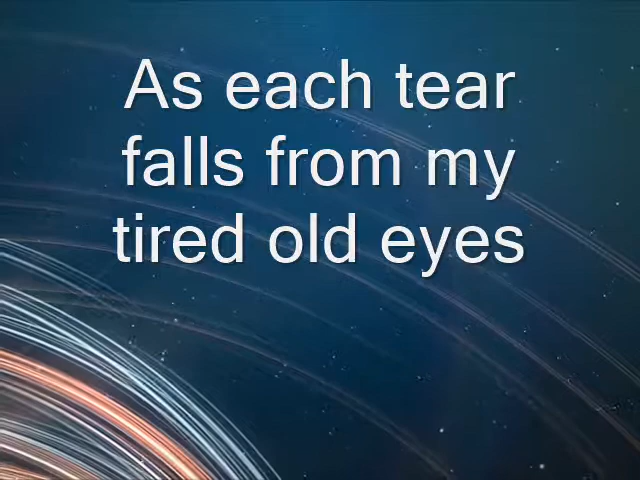 As each tear
falls from my
tired old eyes